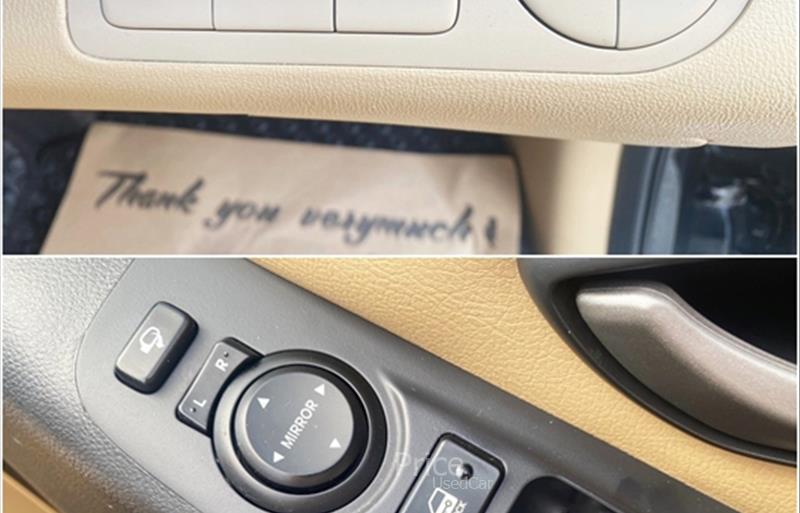 Thank you verymuch!
R
L
MIRROR
Price
UsedCar